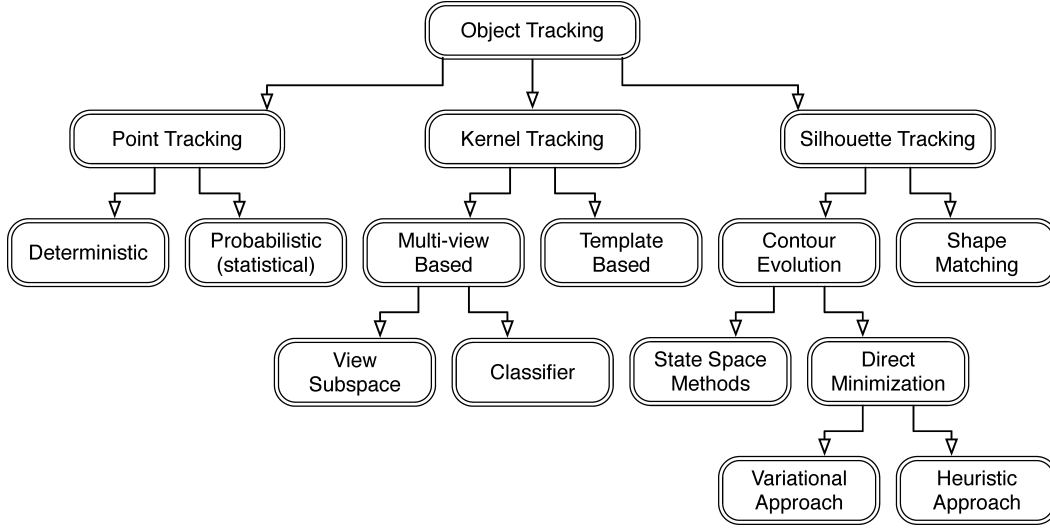 Object Tracking
Point Tracking
Kernel Tracking
Silhouette Tracking
Deterministic
Probabilistic
(statistical)
Multi-view
Based
Template
Based
Contour
Evolution
Shape
Matching
View
Subspace
Classifier
State Space
Methods
Direct
Minimization
Variational
Approach
Heuristic
Approach